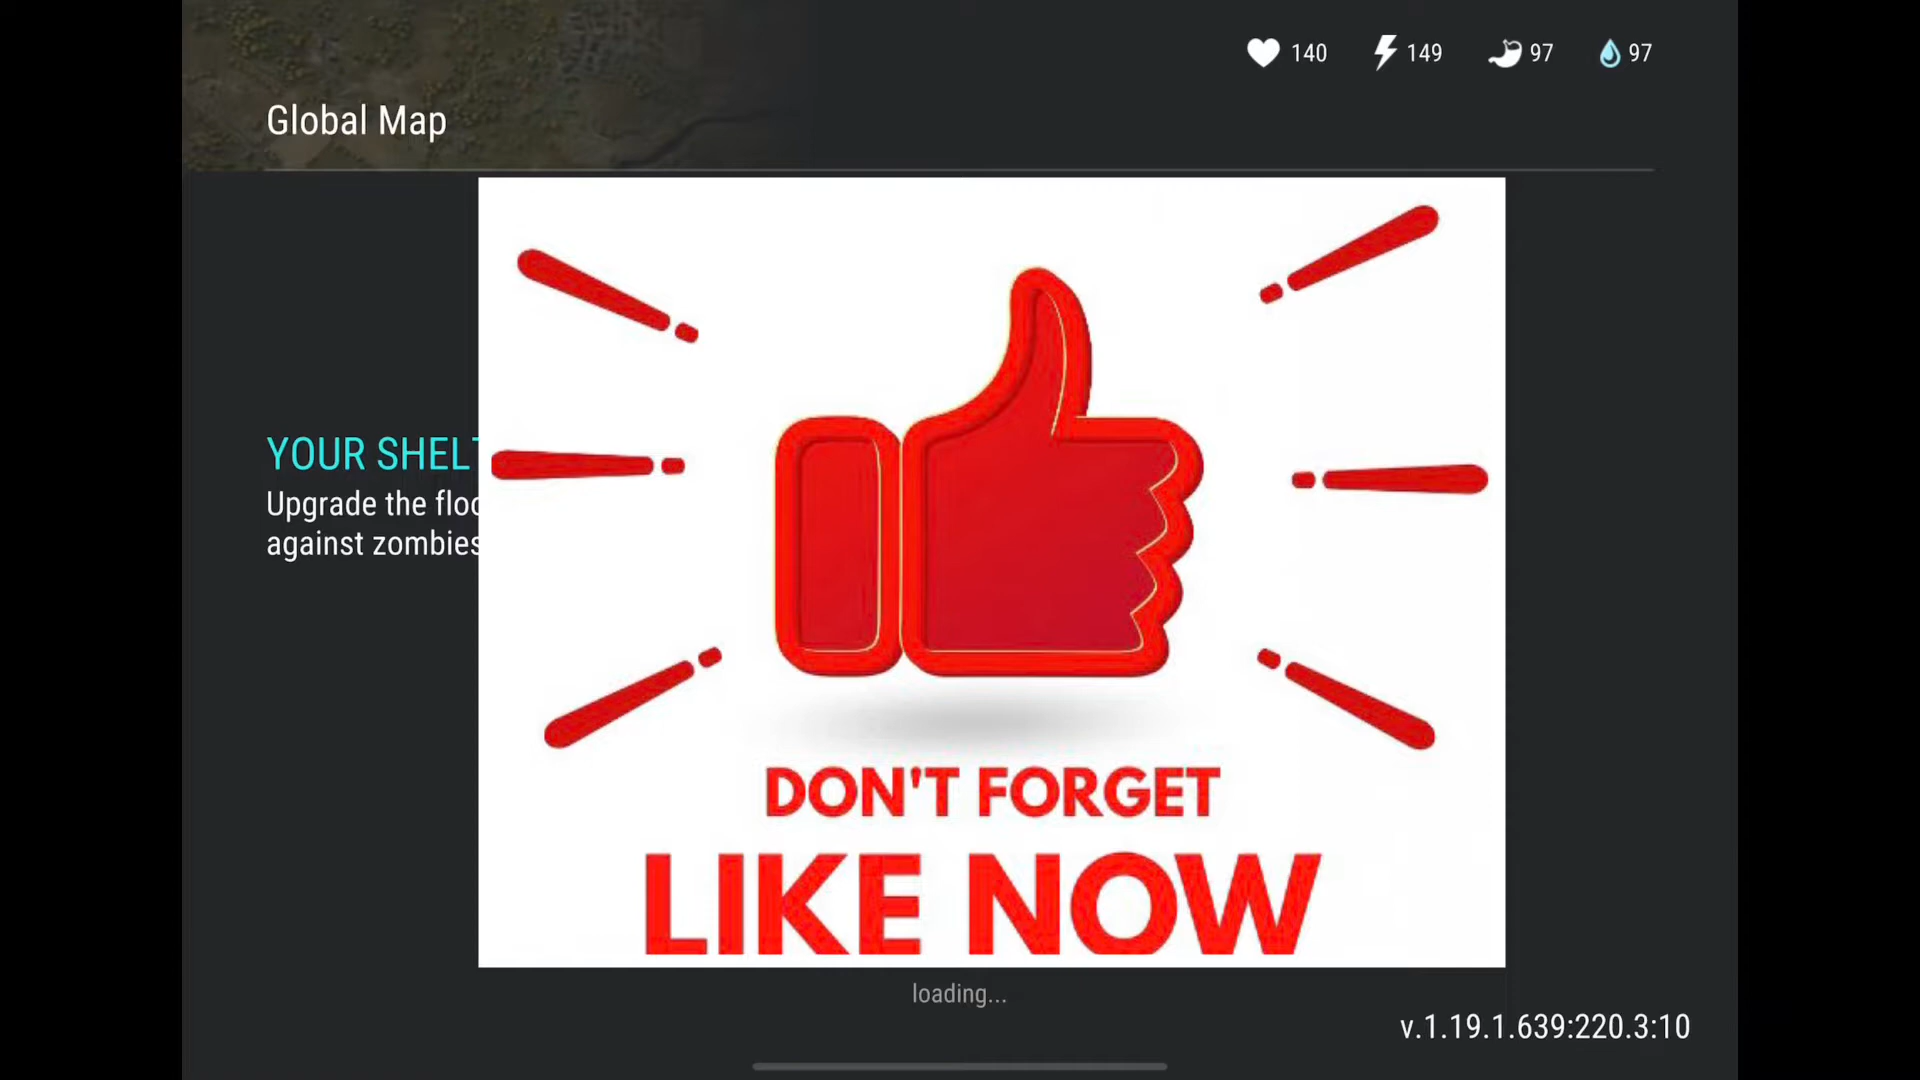 140 149 97 97
Global Map
YOUR SHEL
Upgrade the floo
against zombies
DON'T FORGET
LIKE NOW
loading...
v.1.19.1.639:220.3:10